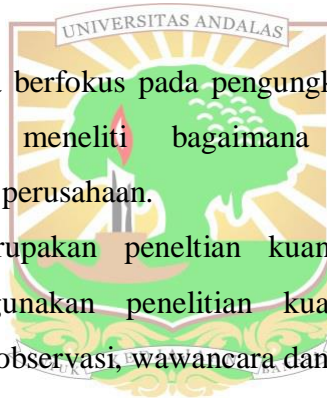 UNIVERSITAS ANDALAS
berfokus pada pengungk
meneliti bagaimana
perusahaan.
rupakan peneltian kuan
gunakan penelitian kua
observasi, wawancara dan